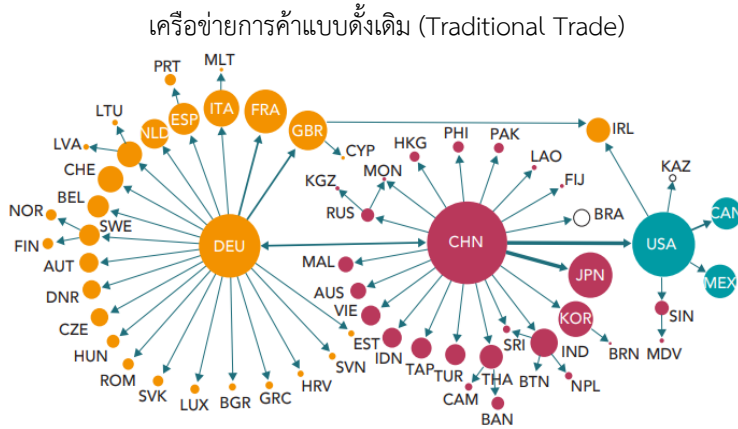 เครือข่ายการค้าแบบดั้งเดิม (Traditional Trade)
PRT
MLT
LTU
NLD
ESP
ITA
FRA
GBR
IRL
LVA
CYP
CHE
BEL
NOR
SWE
FIN
AUT
DNR
CZE
HUN
ROM
SVK
LUX
BGR
GRC
HRV
SVN
EST
DEU
HKG
PHI
PAK
LAO
FIJ
MON
KGZ
RUS
BRA
CHN
MAL
AUS
VIE
IDN
TAP
TUR
THA
CAM
BAN
SRI
IND
BTN
NPL
KOR
BRN
JPN
KAZ
CAN
USA
MEX
SIN
MDV